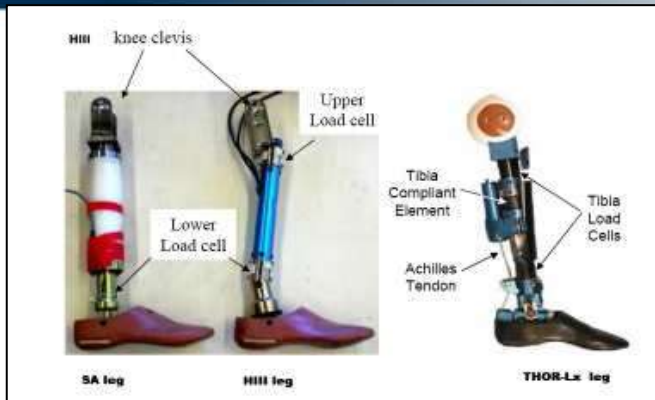 HIII knee clevis
Upper
Load cell
Lower
Load cell
Tibia
Compliant
Element
Achilles
Tendon
Tibia
Load
Cells
SA leg
HIII leg
THOR-Lx leg